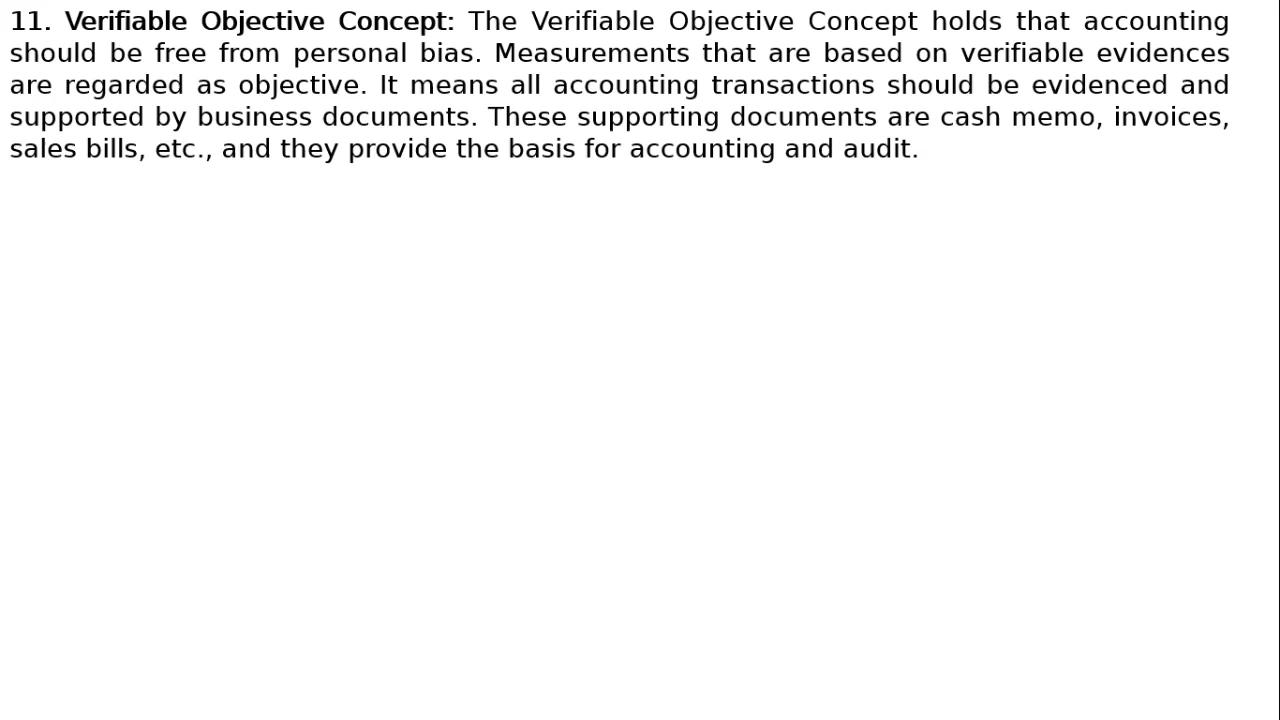 11. Verifiable Objective Concept: The Verifiable Objective Concept holds that accounting
should be free from personal bias. Measurements that are based on verifiable evidences
are regarded as objective. It means all accounting transactions should be evidenced and
supported by business documents. These supporting documents are cash memo, invoices,
sales bills, etc., and they provide the basis for accounting and audit.